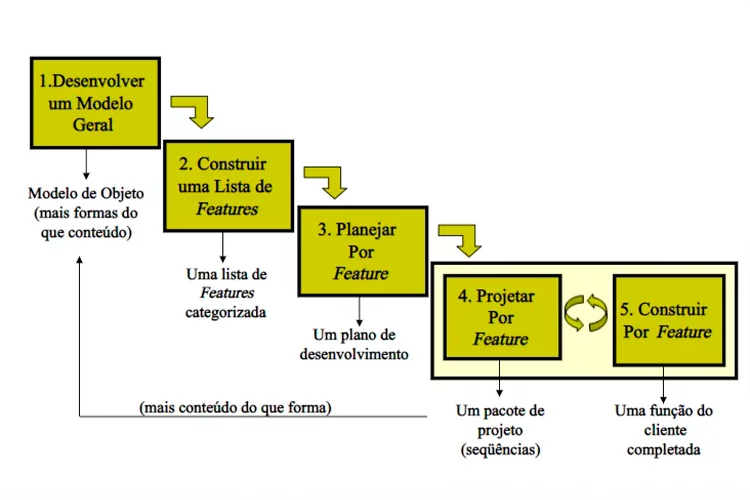 1.Desenvolver
um Modelo
Geral
Modelo de Objeto
(mais formas do
que conteúdo)
2. Construir
uma Lista de
Features
Uma lista de
Features
categorizada
3. Planejar
Por
Feature
Um plano de
desenvolvimento
4. Projetar
Por
Feature
5. Construir
Por Feature
(mais conteúdo do que forma)
Um pacote de
projeto
(seqüências)
Uma função do
cliente
completada